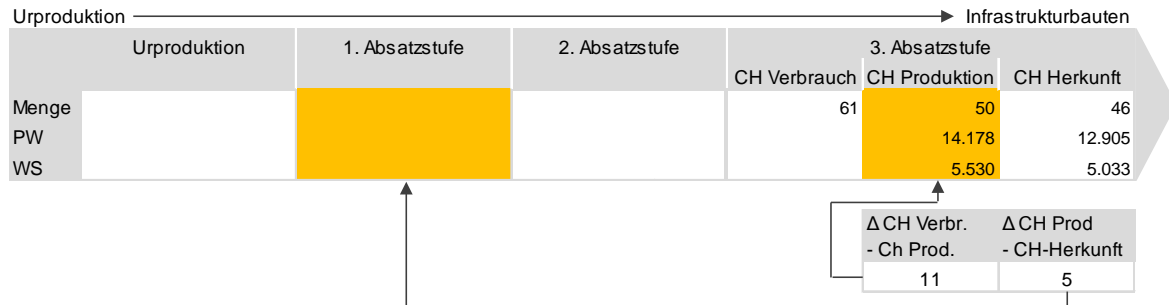 Urproduktion Infrastrukturbauten
Urproduktion 1. Absatzstufe 2. Absatzstufe 3. Absatzstufe
CH Verbrauch CH Produktion CH Herkunft
Menge 61 50 46
PW 14.178 12.905
WS 5.530 5.033
Δ CH Verbr. Δ CH Prod
- Ch Prod. - CH-Herkunft
11 5